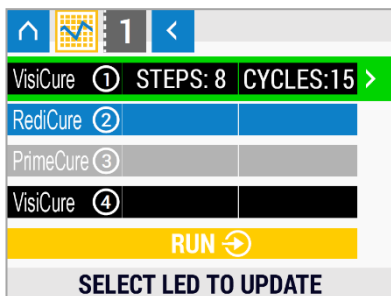 1
VisiCure 1 STEPS: 8 CYCLES:15
RediCure 2
PrimeCure 3
VisiCure 4
RUN
SELECT LED TO UPDATE